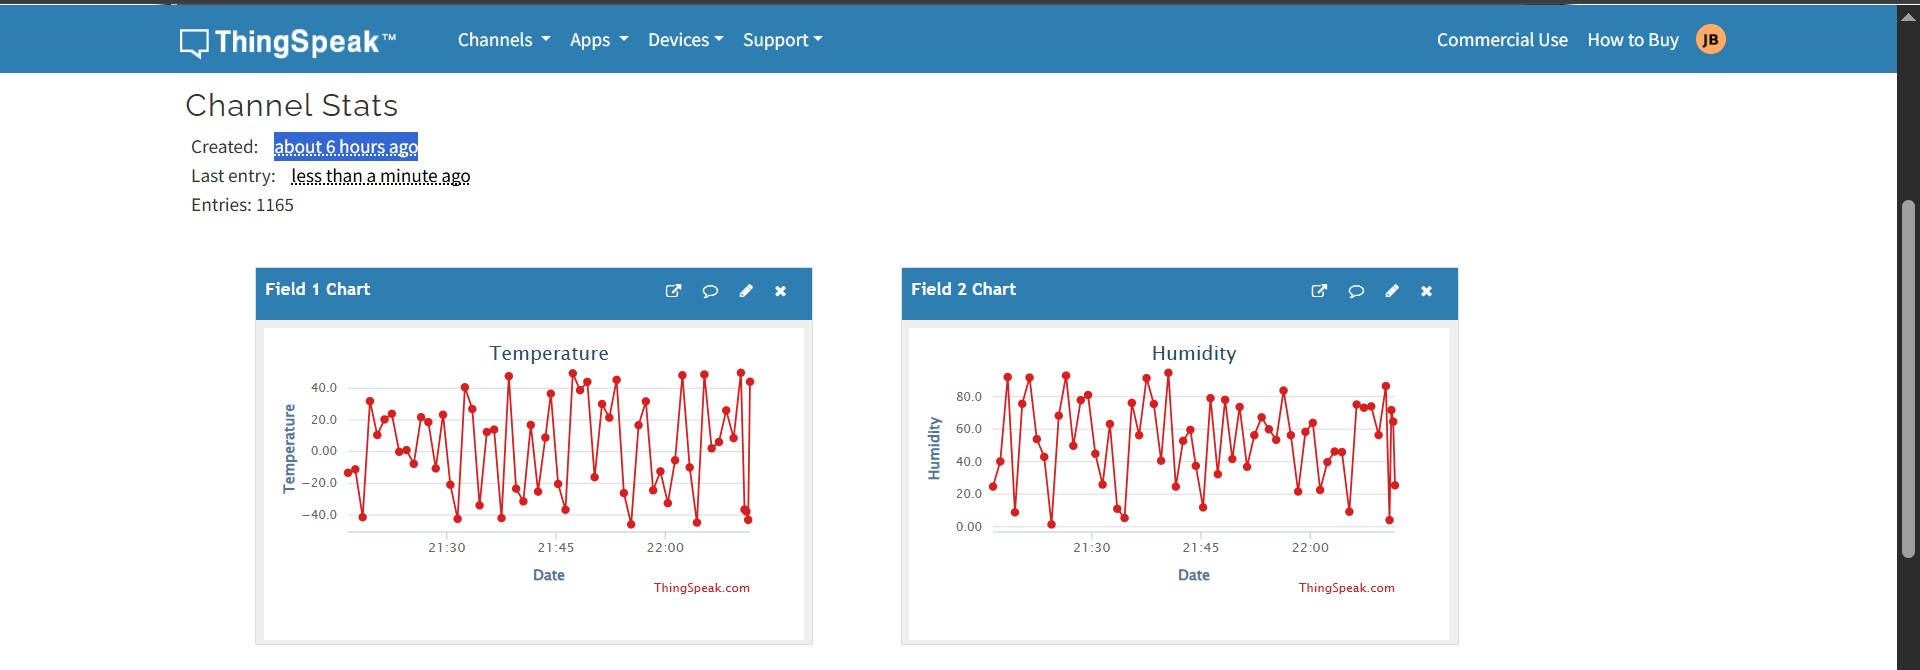 ThingSpeak™ Channels Apps Devices Support Commercial Use How to Buy JB
Channel Stats
Created: about 6 hours ago
Last entry: less than a minute ago
Entries: 1165
Field 1 Chart
Temperature
Temperature
40.0
20.0
0.00
−20.0
−40.0
21:30 21:45 22:00
Date
ThingSpeak.com
Field 2 Chart
Humidity
Humidity
80.0
60.0
40.0
20.0
0.00
21:30 21:45 22:00
Date
ThingSpeak.com